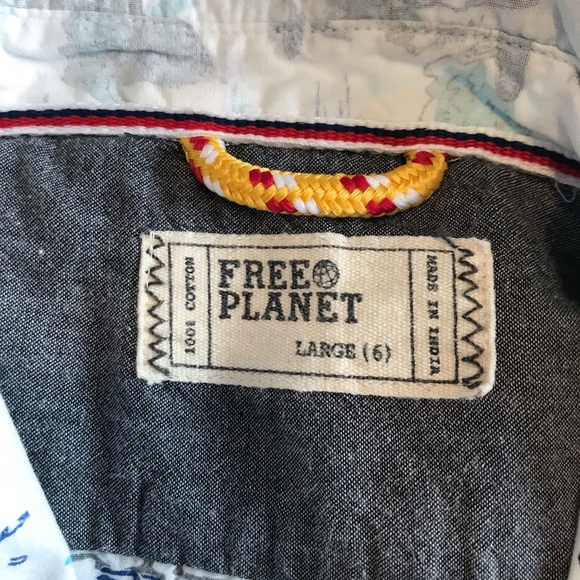 100% COTTON
FREE
PLANET
LARGE (6)
MADE IN INDIA